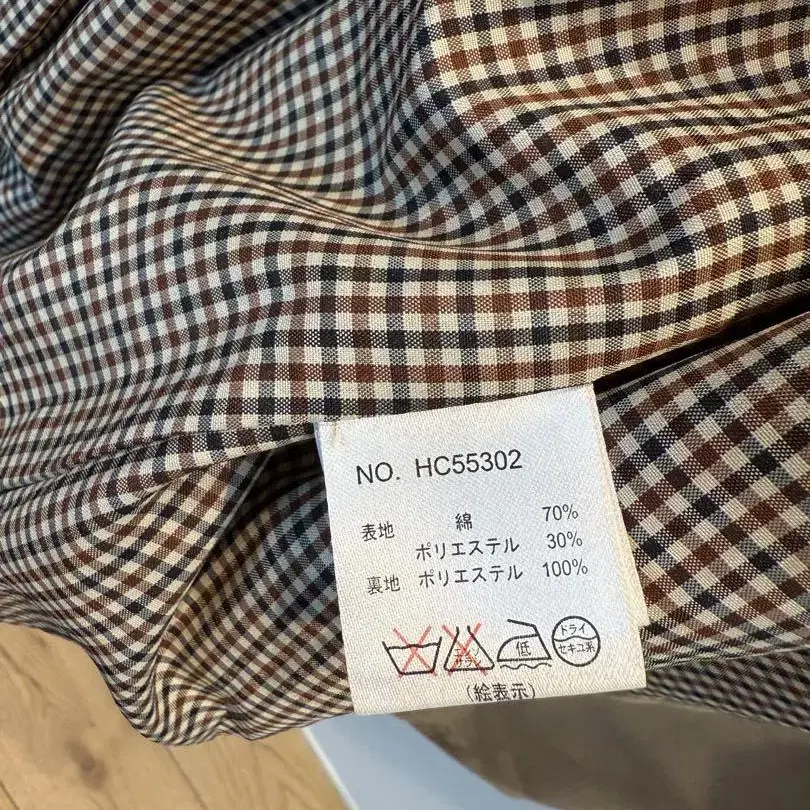 NO. HC55302
表地 綿 70%
ポリエステル 30%
裏地 ポリエステル 100%
低 ドライ
セキユ系
(絵表示)